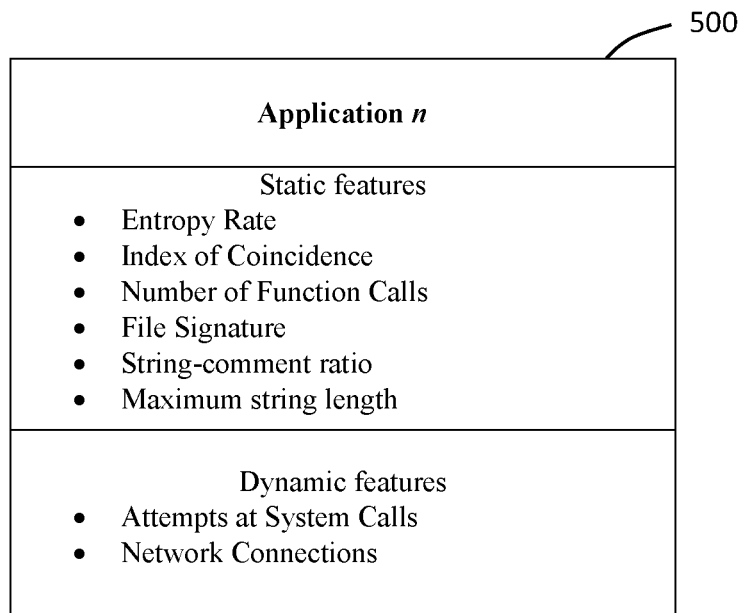 500
Application n
Static features
• Entropy Rate
• Index of Coincidence
• Number of Function Calls
• File Signature
• String-comment ratio
• Maximum string length
Dynamic features
• Attempts at System Calls
• Network Connections